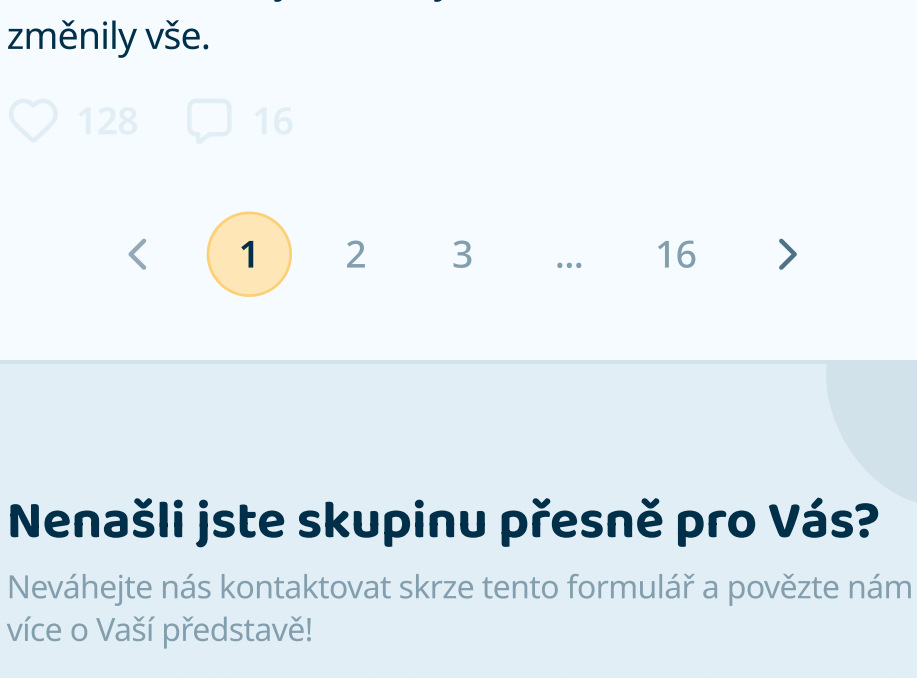 změnily vše.
128 16
1 2 3 ... 16
Nenašli jste skupinu přesně pro Vás?
Neváhejte nás kontaktovat skrze tento formulář a povězte nám
více o Vaší představě!